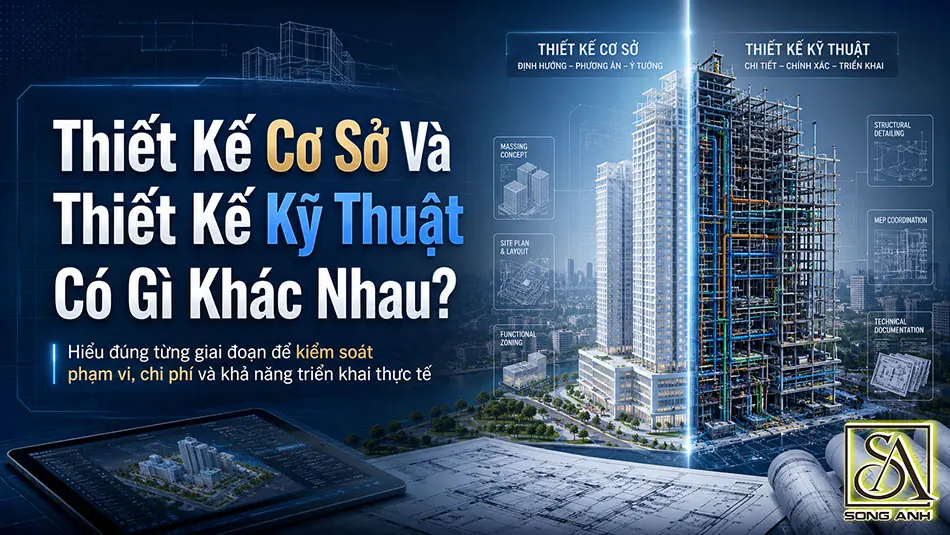 Thiết Kế Cơ Sở Và
Thiết Kế Kỹ Thuật
Có Gì Khác Nhau?
Hiểu đúng từng giai đoạn để kiểm soát
phạm vi, chi phí và khả năng triển khai thực tế
THIẾT KẾ CƠ SỞ
ĐỊNH HƯỚNG – PHƯƠNG ÁN – Ý TƯỞNG
THIẾT KẾ KỸ THUẬT
CHI TIẾT – CHÍNH XÁC – TRIỂN KHAI
MASSING
CONCEPT
SITE PLAN
& LAYOUT
FUNCTIONAL
ZONING
STRUCTURAL
DETAILING
MEP COORDINATION
TECHNICAL
DOCUMENTATION
SA
SONG ANH